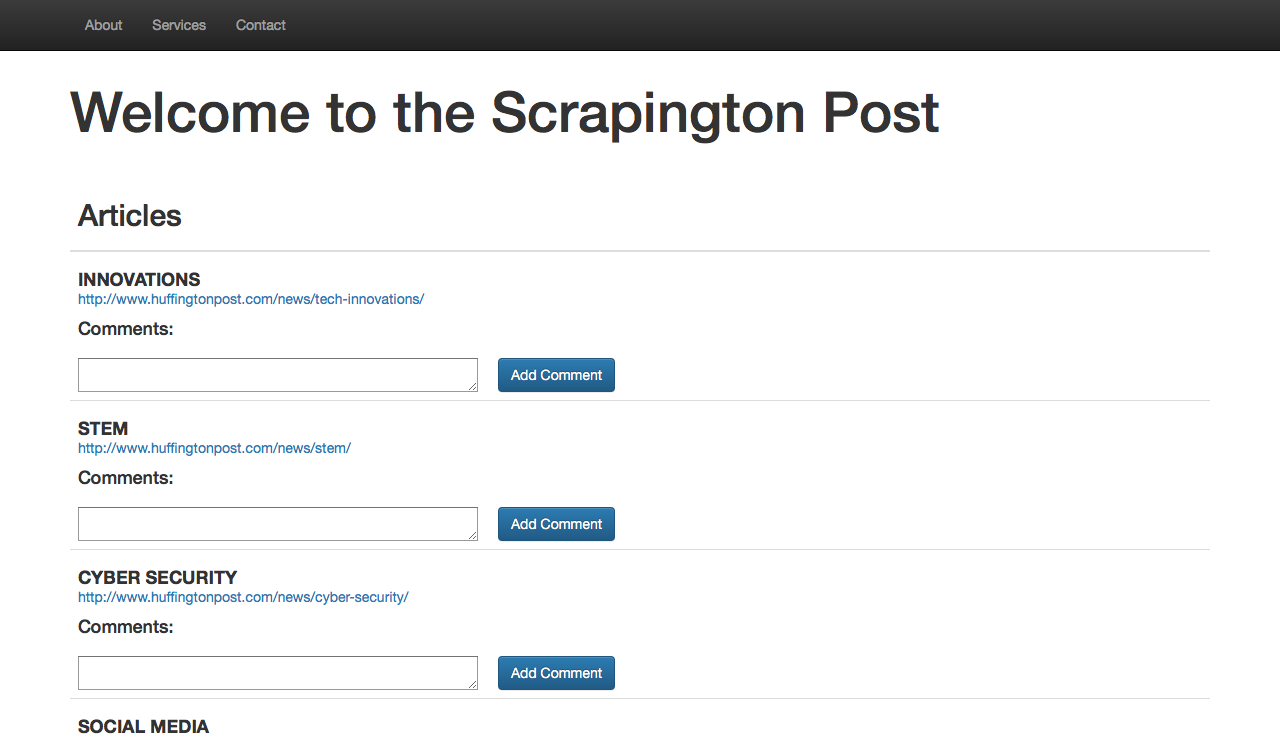 About Services Contact
Welcome to the Scrapington Post
Articles
INNOVATIONS
http://www.huffingtonpost.com/news/tech-innovations/
Comments:
Add Comment
STEM
http://www.huffingtonpost.com/news/stem/
Comments:
Add Comment
CYBER SECURITY
http://www.huffingtonpost.com/news/cyber-security/
Comments:
Add Comment
SOCIAL MEDIA